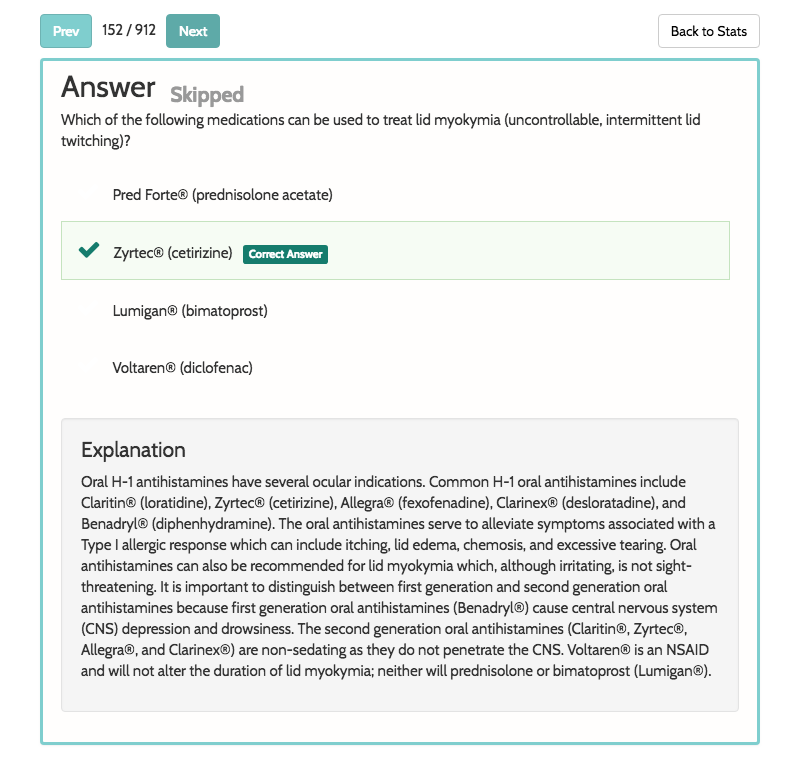 Prev 152 / 912 Next Back to Stats
Answer Skipped
Which of the following medications can be used to treat lid myokymia (uncontrollable, intermittent lid
twitching)?
Pred Forte® (prednisolone acetate)
Zyrtec® (cetirizine) Correct Answer
Lumigan® (bimatoprost)
Voltaren® (diclofenac)
Explanation
Oral H-1 antihistamines have several ocular indications. Common H-1 oral antihistamines include
Claritin® (loratidine), Zyrtec® (cetirizine), Allegra® (fexofenadine), Clarinex® (desloratadine), and
Benadryl® (diphenhydramine). The oral antihistamines serve to alleviate symptoms associated with a
Type I allergic response which can include itching, lid edema, chemosis, and excessive tearing. Oral
antihistamines can also be recommended for lid myokymia which, although irritating, is not sight-
threatening. It is important to distinguish between first generation and second generation oral
antihistamines because first generation oral antihistamines (Benadryl®) cause central nervous system
(CNS) depression and drowsiness. The second generation oral antihistamines (Claritin®, Zyrtec®,
Allegra®, and Clarinex®) are non-sedating as they do not penetrate the CNS. Voltaren® is an NSAID
and will not alter the duration of lid myokymia; neither will prednisolone or bimatoprost (Lumigan®).